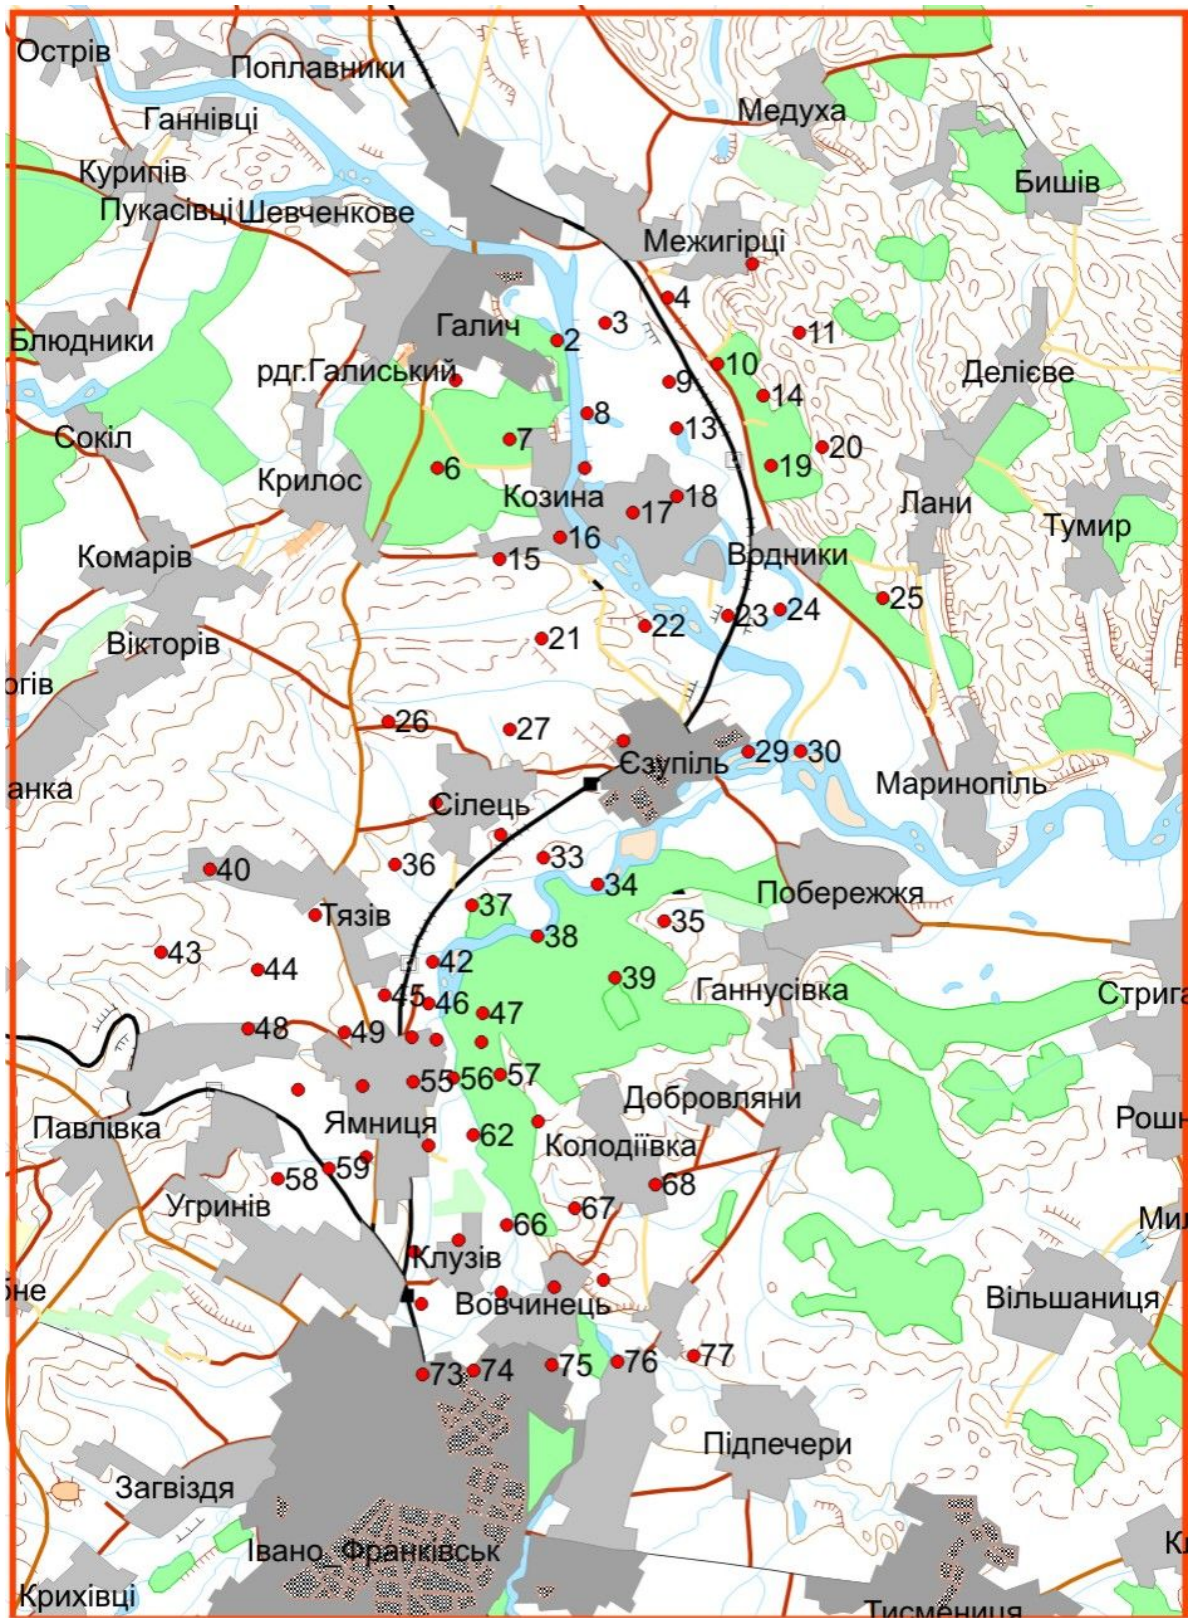 Острів
Поплавники
Ганнівці
Медуха
Курипів
Бишів
Пукасівці
Шевченкове
Межигірці
4
3
Галич
2
11
Блюдники
рдг.Галиський
10
Делієве
9
14
8
13
Сокіл
7
20
6
19
Крилос
Козина
18
17
Лани
Тумир
16
Комарів
15
Водники
25
24
23
22
21
Вікторів
огів
26
27
29
30
Єзупіль
Маринопіль
анка
Сілець
33
36
40
34
Побережжя
37
Тязів
35
38
43
42
44
39
Ганнусівка
Стрига
45
46
47
48
49
57
55
56
Добровляни
Павлівка
Ямниця
Рошн
62
Колодіївка
59
58
68
Угринів
67
66
Мил
Клузів
бне
Вовчинець
Вільшаниця
77
76
75
74
73
Підпечери
Загвіздя
Івано_Франківськ
Кл
Крихівці
Тисмениця